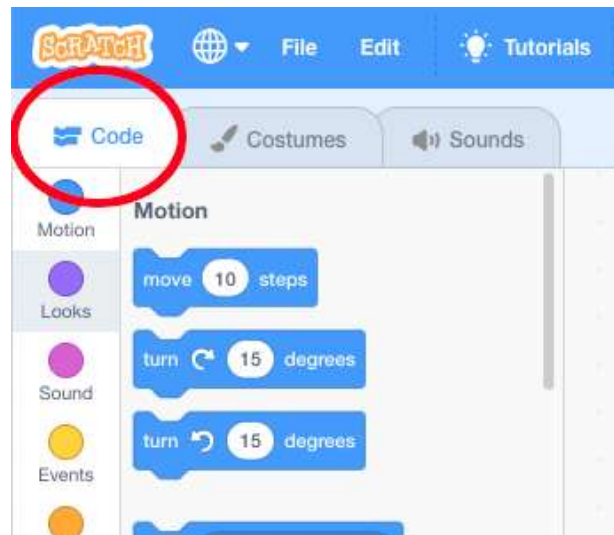 SCRATCH File Edit Tutorials
Code Costumes Sounds
Motion
Motion
move 10 steps
Looks
turn 15 degrees
Sound
turn 15 degrees
Events